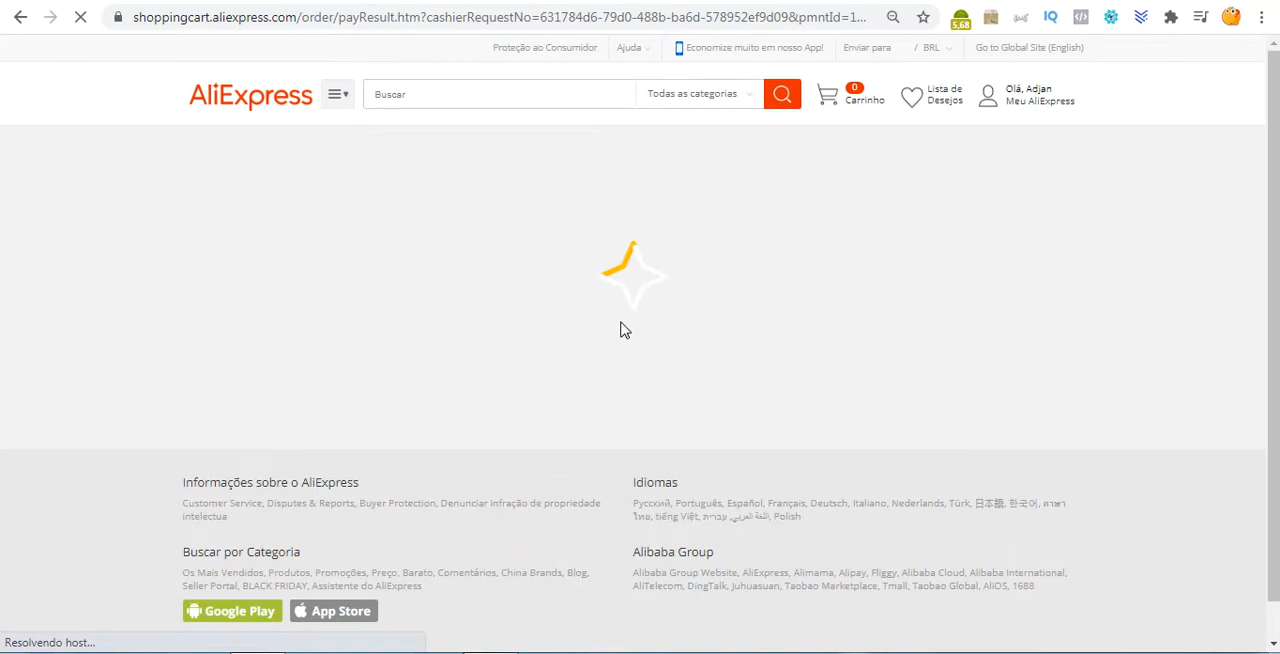 shoppingcart.aliexpress.com/order/payResult.htm?cashierRequestNo=631784d6-79d0-488b-ba6d-578952ef9d09&pmntId=1...
5,68
IQ
Proteção ao Consumidor
Ajuda
Economize muito em nosso App!
Enviar para
/ BRL
Go to Global Site (English)
AliExpress
Buscar
Todas as categorias
0
Carrinho
Lista de
Desejos
Olá, Adjan
Meu AliExpress
Informações sobre o AliExpress
Customer Service, Disputes & Reports, Buyer Protection, Denunciar infração de propriedade
intelectua
Idiomas
Русский, Português, Español, Français, Deutsch, Italiano, Nederlands, Türk, 日本語, 한국어, ภาษา
ไทย, tiếng Việt, اللغة العربية, עברית, Polish
Buscar por Categoria
Os Mais Vendidos, Produtos, Promoções, Preço, Barato, Comentários, China Brands, Blog,
Seller Portal, BLACK FRIDAY, Assistente do AliExpress
Alibaba Group
Alibaba Group Website, AliExpress, Alimama, Alipay, Fliggy, Alibaba Cloud, Alibaba International,
AliTelecom, DingTalk, Juhuasuan, Taobao Marketplace, Tmall, Taobao Global, AliOS, 1688
Google Play
App Store
Resolvendo host...